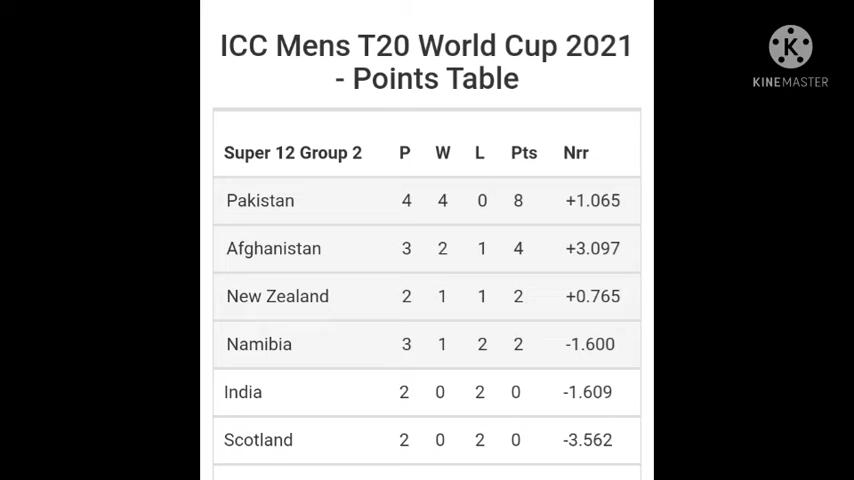 ICC Mens T20 World Cup 2021
- Points Table
K
KINEMASTER
Super 12 Group 2 P W L Pts Nrr
Pakistan 4 4 0 8 +1.065
Afghanistan 3 2 1 4 +3.097
New Zealand 2 1 1 2 +0.765
Namibia 3 1 2 2 -1.600
India 2 0 2 0 -1.609
Scotland 2 0 2 0 -3.562